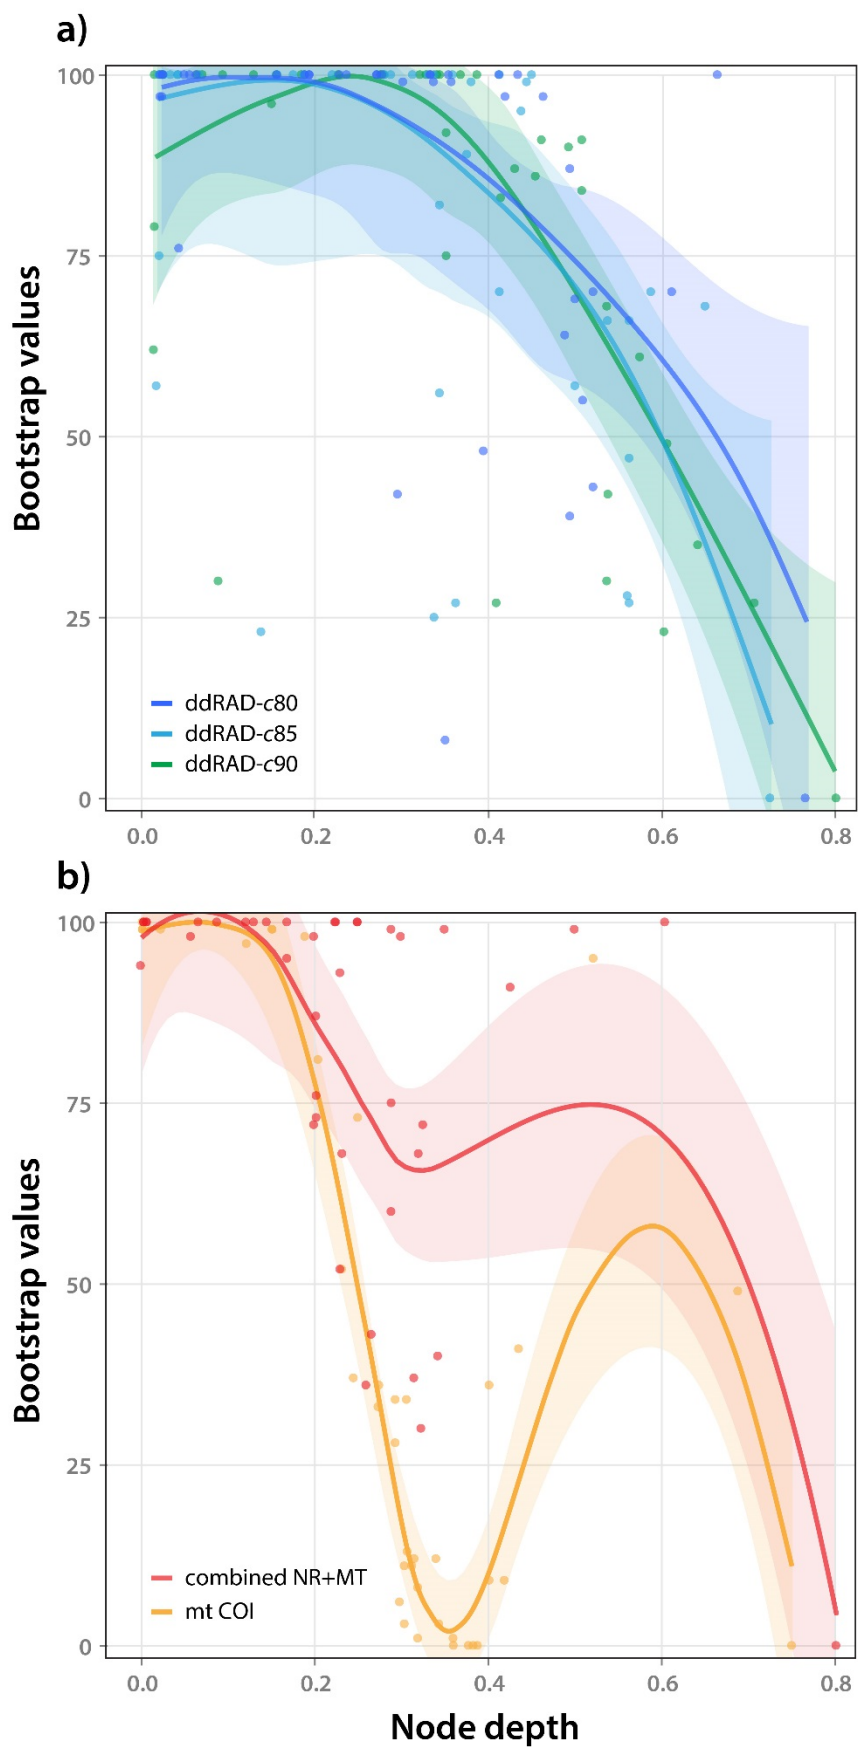 a)
100
75
50
25
0
Bootstrap values
ddRAD-c80
ddRAD-c85
ddRAD-c90
0.0 0.2 0.4 0.6 0.8
b)
100
75
50
25
0
Bootstrap values
combined NR+MT
mt COI
0.0 0.2 0.4 0.6 0.8
Node depth